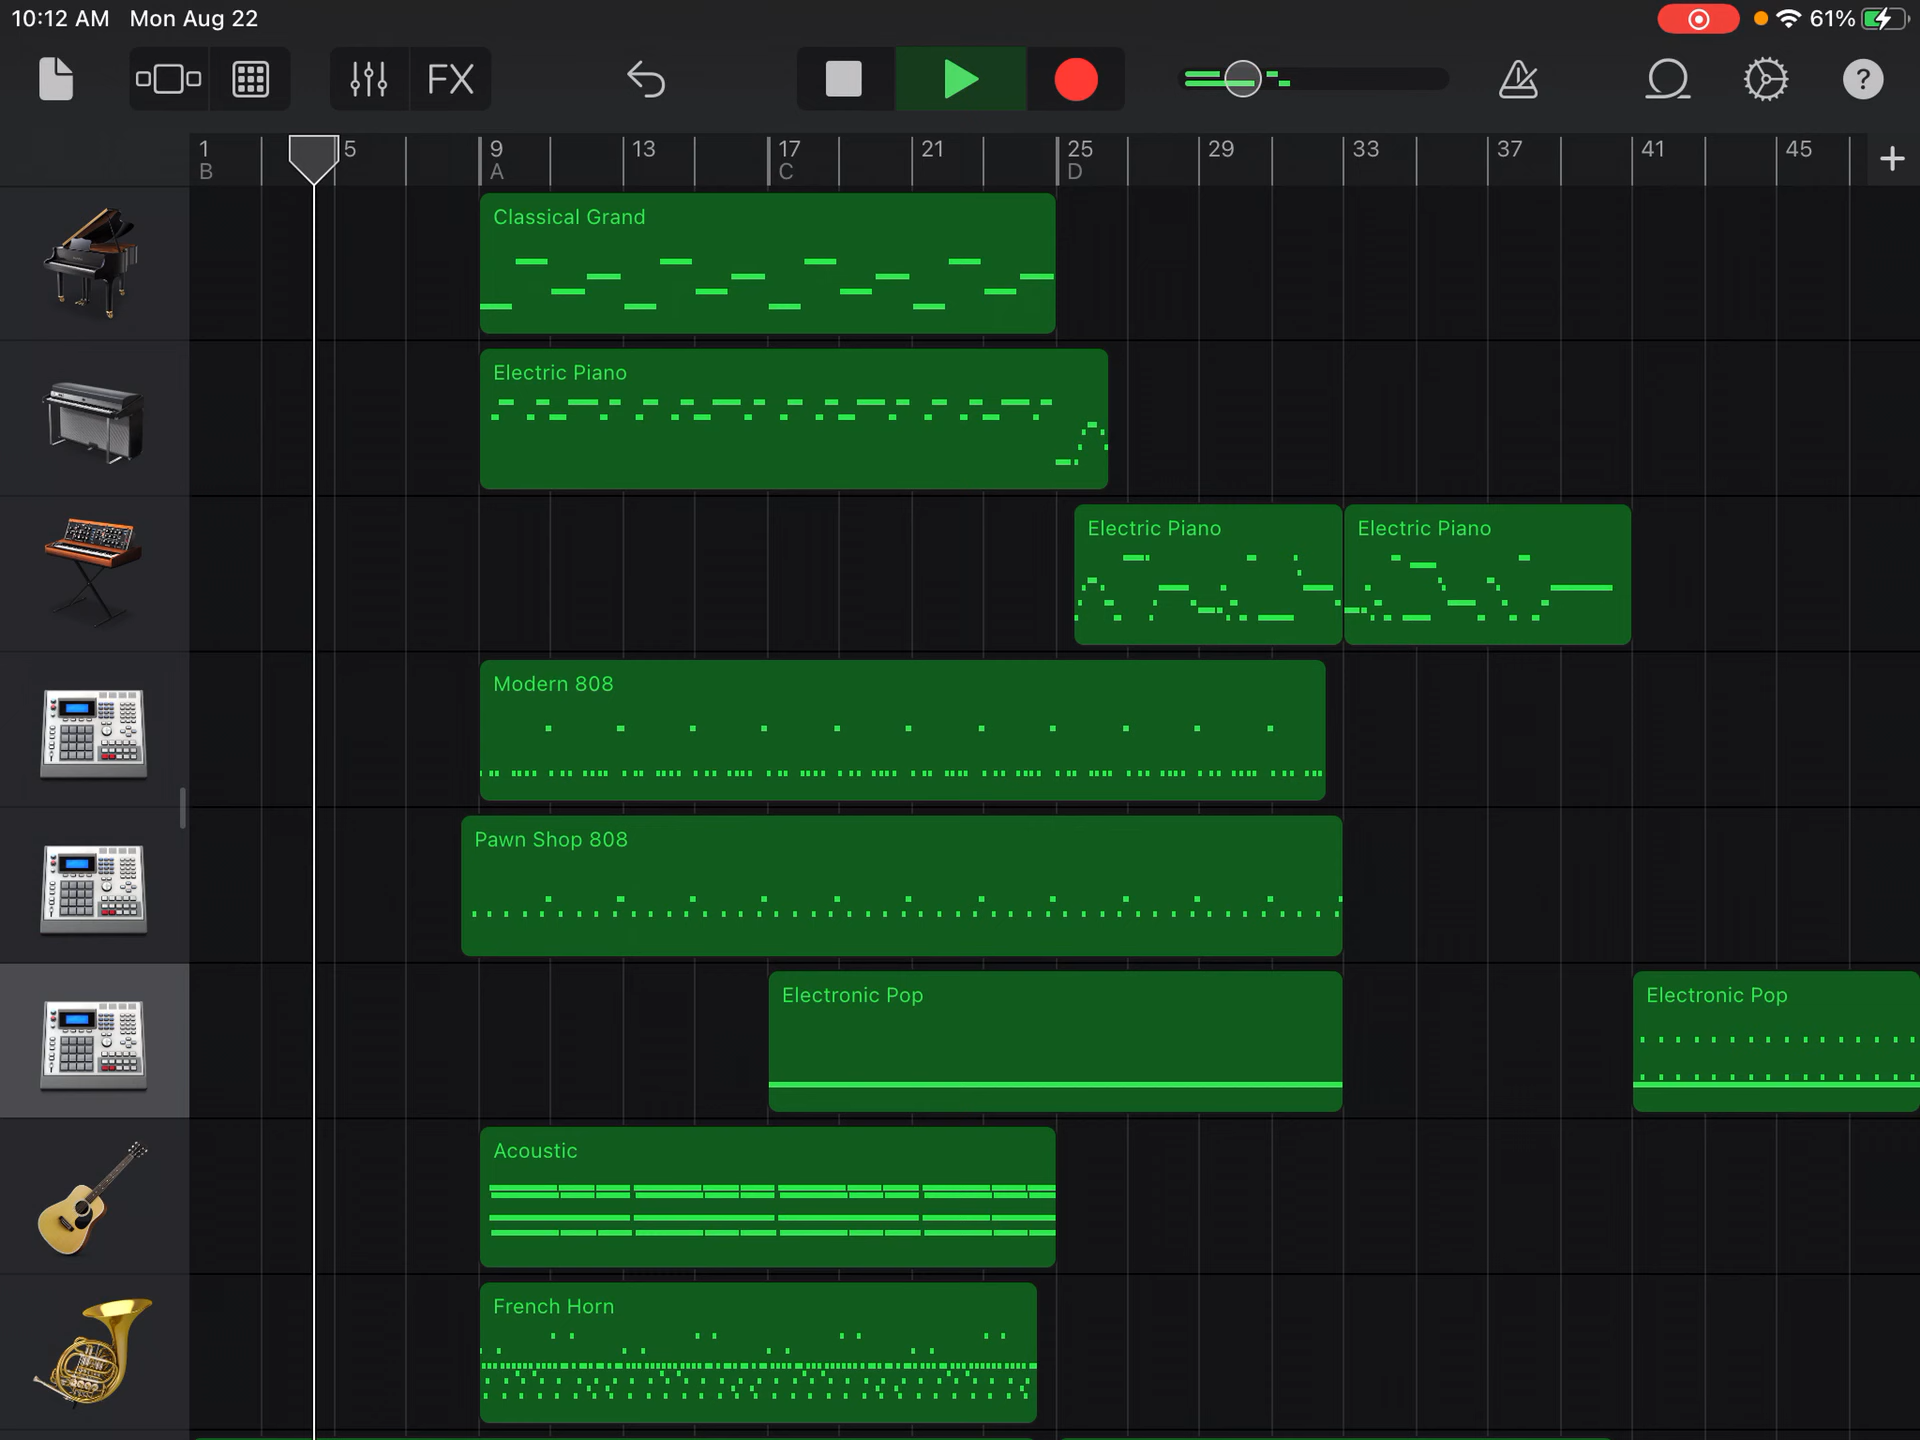 10:12 AM Mon Aug 22 61%
FX ?
1 5 9 13 17 21 25 29 33 37 41 45 +
B A C D
Classical Grand
Electric Piano
Electric Piano Electric Piano
Modern 808
Pawn Shop 808
Electronic Pop Electronic Pop
Acoustic
French Horn